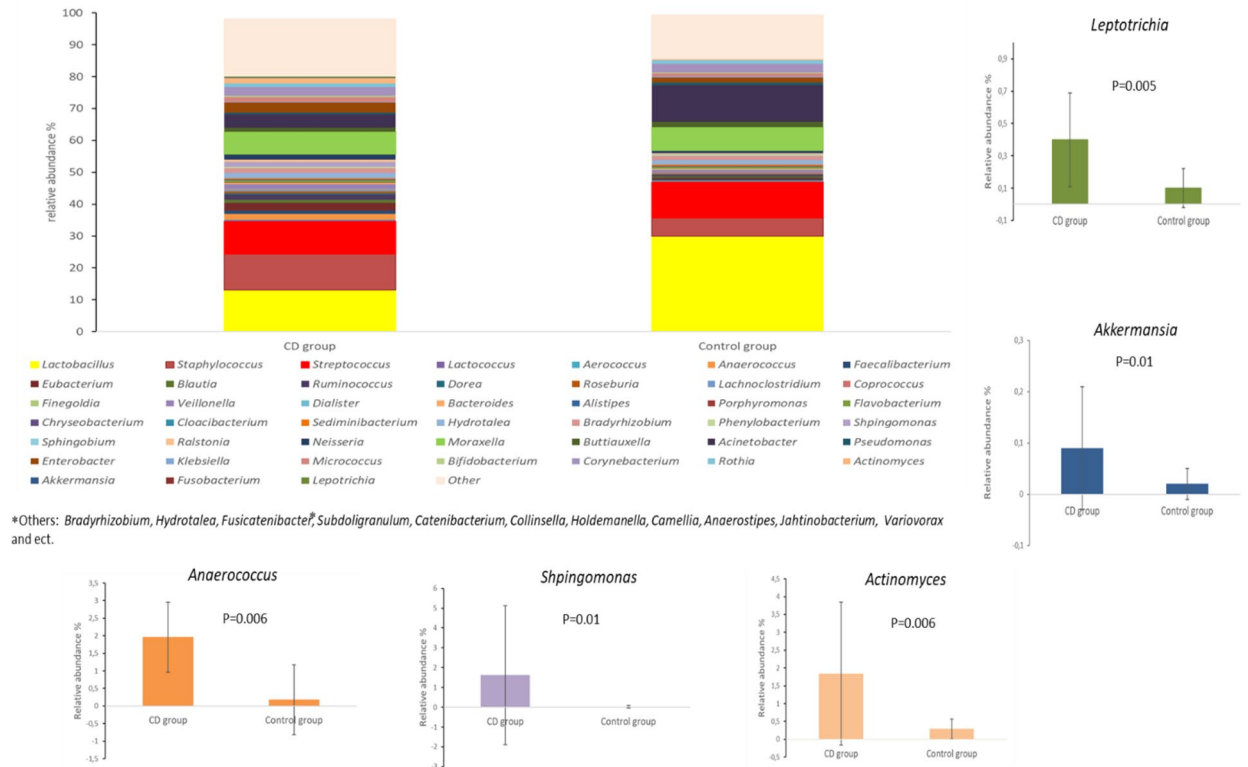 100
90
80
70
60
50
40
30
20
10
0
relative abundance %
CD group
Control group
Lactobacillus Staphylococcus Streptococcus Lactococcus Aerococcus Anaerococcus Faecalibacterium
Eubacterium Blautia Ruminococcus Dorea Roseburia Lachnoclostridium Coprococcus
Finegoldia Veillonella Dialister Bacteroides Alistipes Porphyromonas Flavobacterium
Chryseobacterium Cloacibacterium Sediminibacterium Hydrotalea Bradyrhizobium Phenylobacterium Shpingomonas
Sphingobium Ralstonia Neisseria Moraxella Buttiauxella Acinetobacter Pseudomonas
Enterobacter Klebsiella Micrococcus Bifidobacterium Corynebacterium Rothia Actinomyces
Akkermansia Fusobacterium Lepotrichia Other
*Others: Bradyrhizobium, Hydrotalea, Fusicatenibacter,* Subdoligranulum, Catenibacterium, Collinsella, Holdemanella, Camellia, Anaerostipes, Jahtinobacterium, Variovorax
and ect.
Leptotrichia
P=0.005
Relative abundance %
0,9
0,7
0,5
0,3
0,1
-0,1
CD group
Control group
Akkermansia
P=0.01
Relative abundance %
0,3
0,2
0,1
0
-0,1
CD group
Control group
Anaerococcus
P=0.006
Relative abundance %
3,5
3
2,5
2
1,5
1
0,5
0
-0,5
-1
-1,5
CD group
Control group
Shpingomonas
P=0.01
Relative abundance %
6
5
4
3
2
1
0
-1
-2
-3
CD group
Control group
Actinomyces
P=0.006
Relative abundance %
4,5
4
3,5
3
2,5
2
1,5
1
0,5
0
-0,5
CD group
Control group